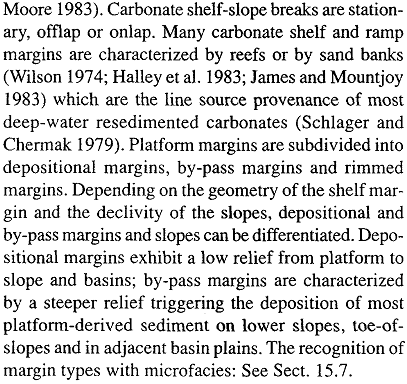 Moore 1983). Carbonate shelf-slope breaks are station-
ary, offlap or onlap. Many carbonate shelf and ramp
margins are characterized by reefs or by sand banks
(Wilson 1974; Halley et al. 1983; James and Mountjoy
1983) which are the line source provenance of most
deep-water resedimented carbonates (Schlager and
Chermak 1979). Platform margins are subdivided into
depositional margins, by-pass margins and rimmed
margins. Depending on the geometry of the shelf mar-
gin and the declivity of the slopes, depositional and
by-pass margins and slopes can be differentiated. Depo-
sitional margins exhibit a low relief from platform to
slope and basins; by-pass margins are characterized
by a steeper relief triggering the deposition of most
platform-derived sediment on lower slopes, toe-of-
slopes and in adjacent basin plains. The recognition of
margin types with microfacies: See Sect. 15.7.